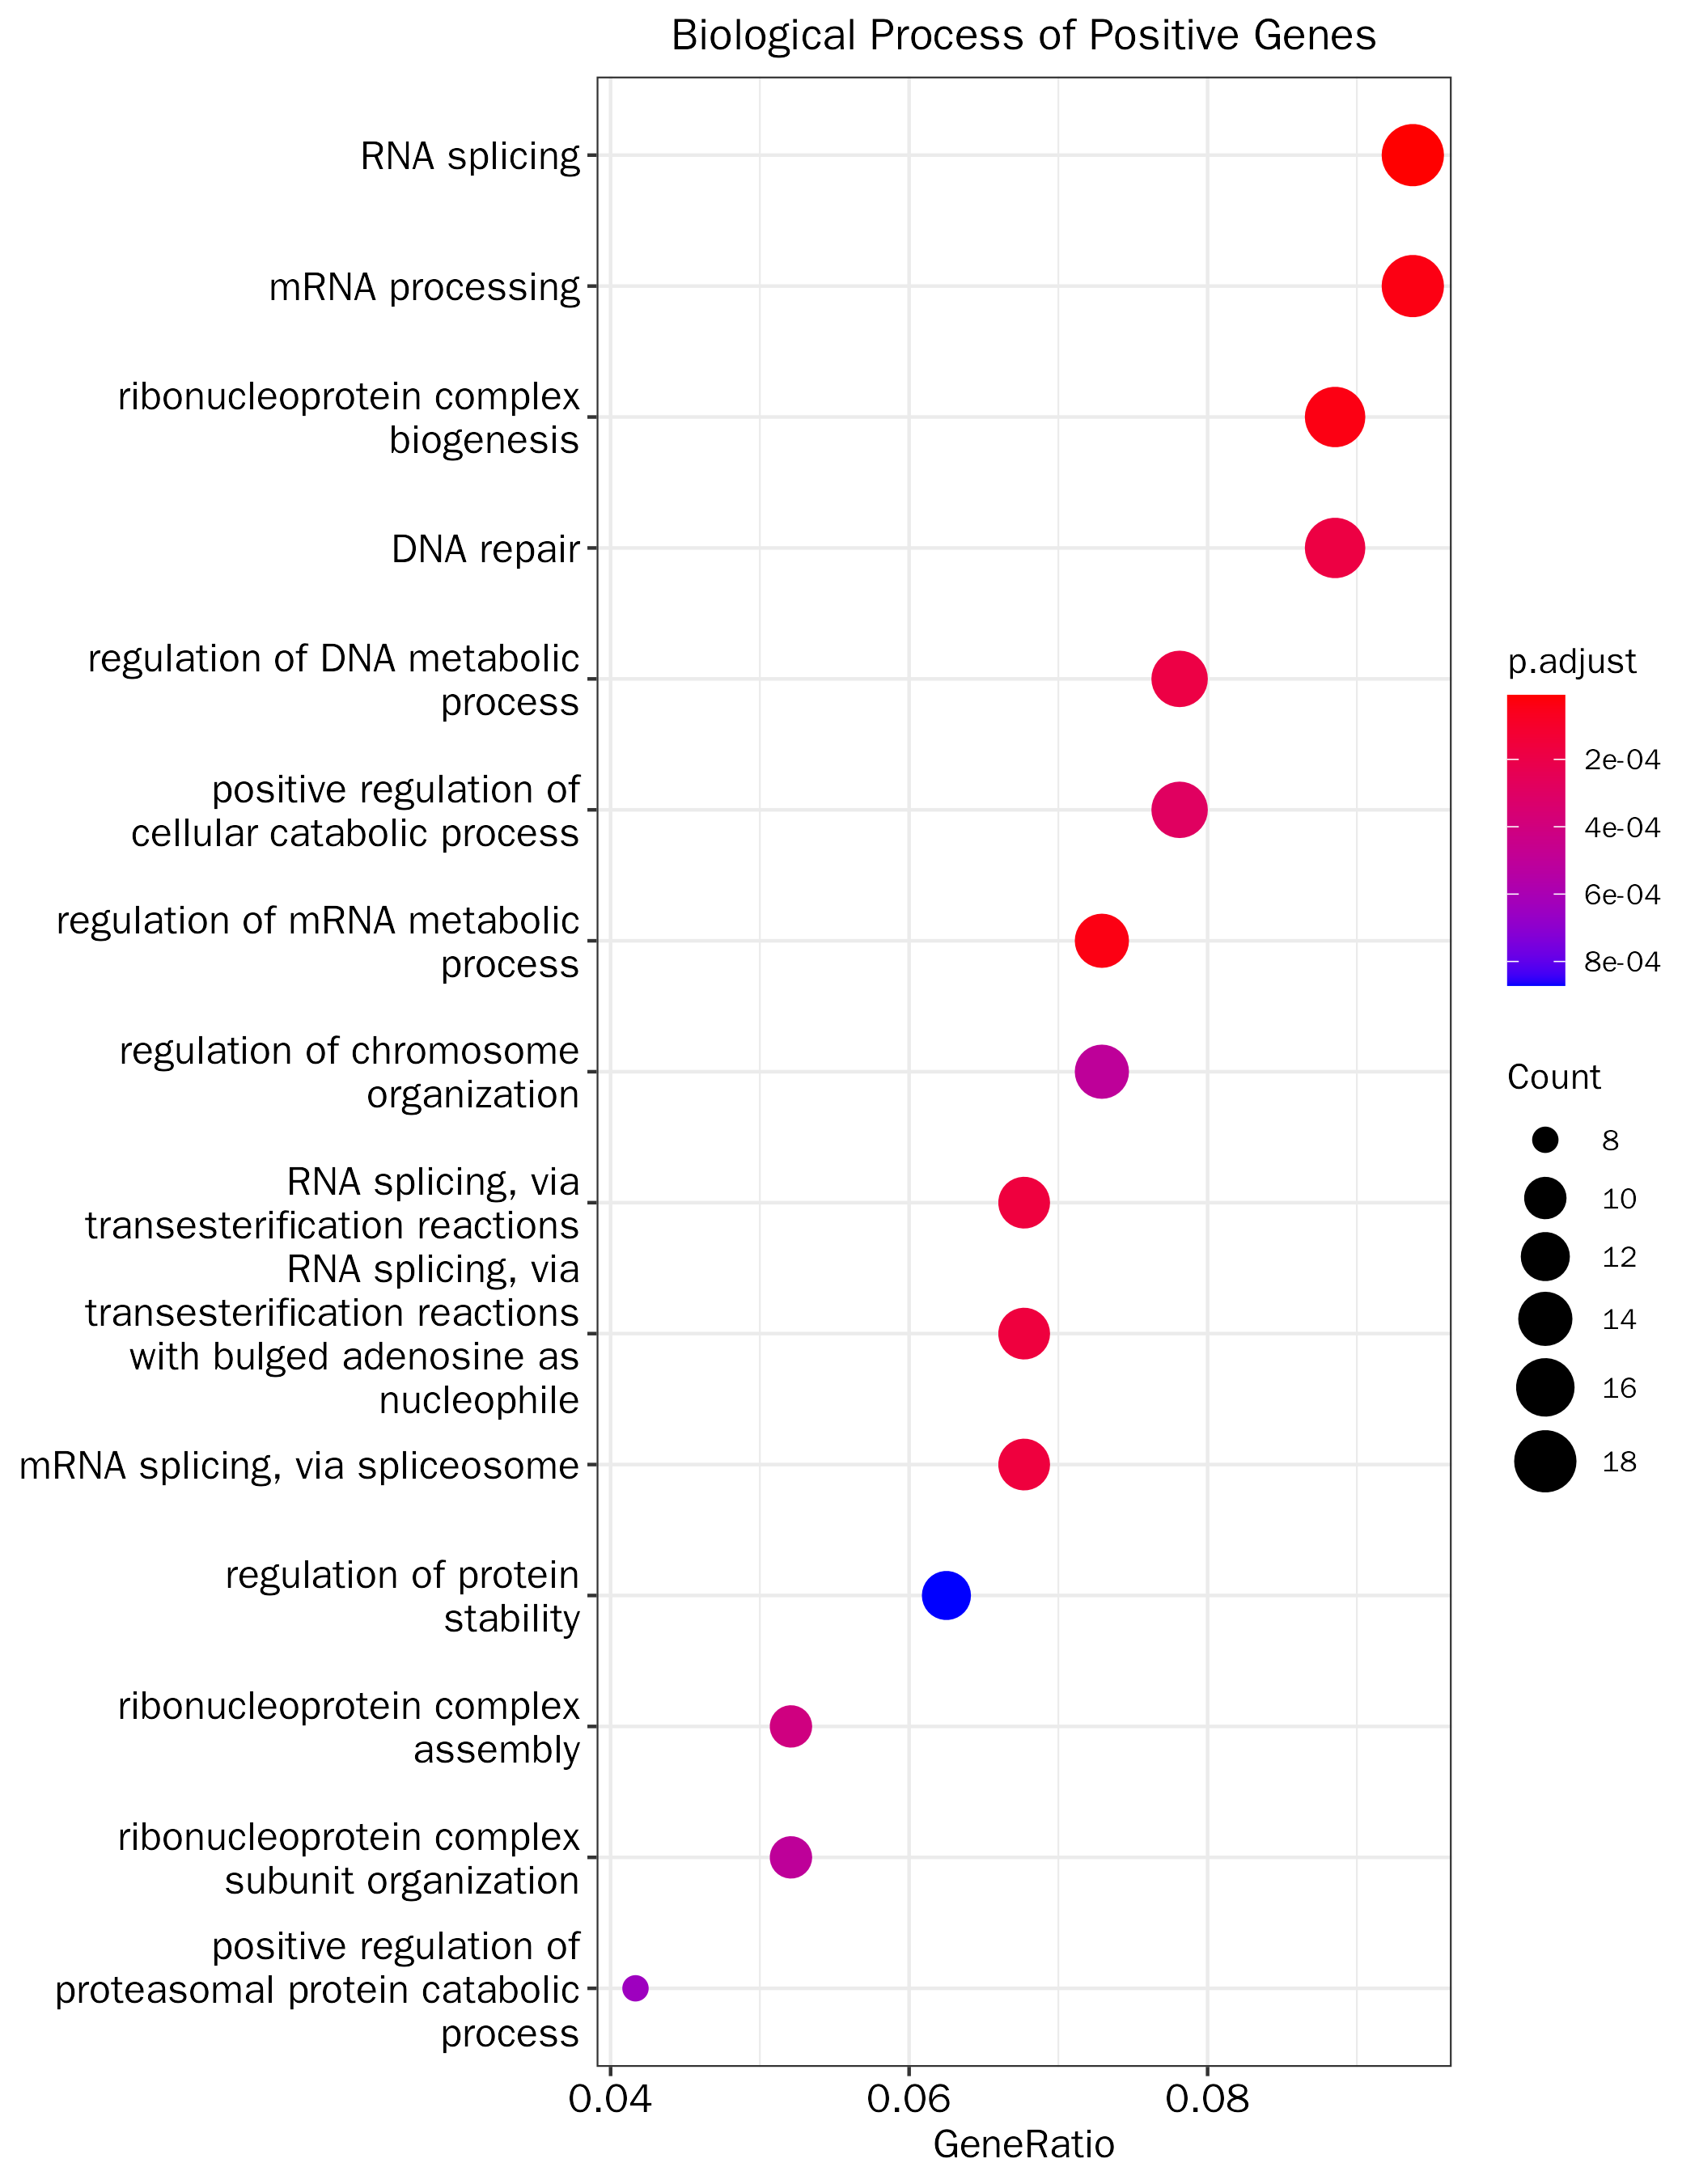 Biological Process of Positive Genes
RNA splicing
mRNA processing
ribonucleoprotein complex
biogenesis
DNA repair
regulation of DNA metabolic
process
positive regulation of
cellular catabolic process
regulation of mRNA metabolic
process
regulation of chromosome
organization
RNA splicing, via
transesterification reactions
RNA splicing, via
transesterification reactions
with bulged adenosine as
nucleophile
mRNA splicing, via spliceosome
regulation of protein
stability
ribonucleoprotein complex
assembly
ribonucleoprotein complex
subunit organization
positive regulation of
proteasomal protein catabolic
process
0.04 0.06 0.08
GeneRatio
p.adjust
2e-04
4e-04
6e-04
8e-04
Count
8
10
12
14
16
18